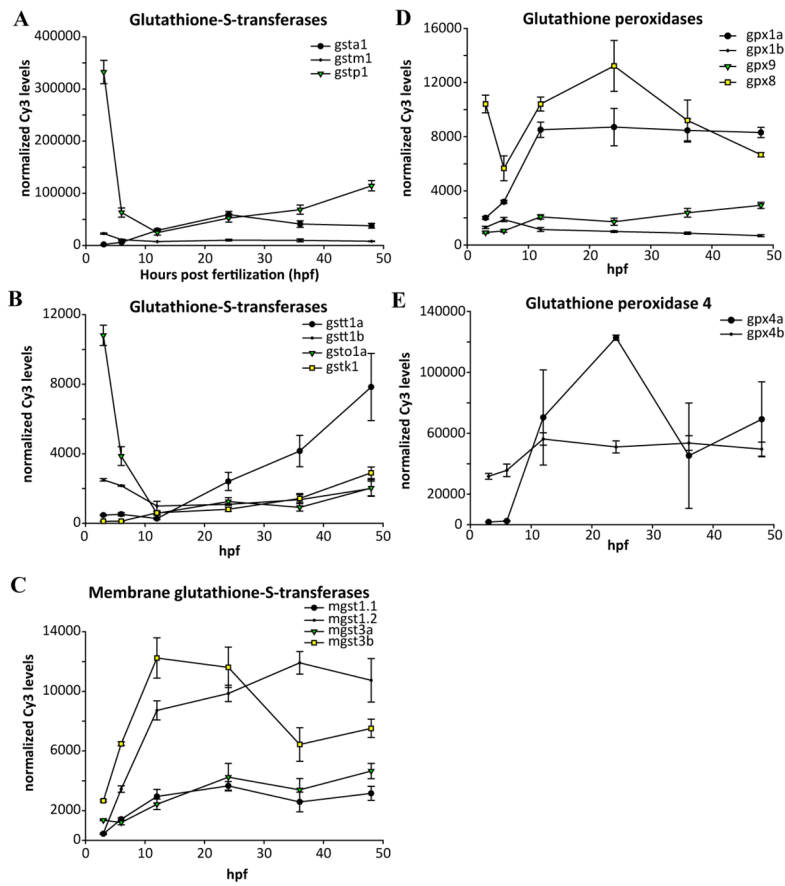 A
Glutathione-S-transferases
gsta1
gstm1
gstp1
normalized Cy3 levels
400000
300000
200000
100000
0
0 10 20 30 40 50
Hours post fertilization (hpf)
B
Glutathione-S-transferases
gstt1a
gstt1b
gsto1a
gstk1
normalized Cy3 levels
12000
8000
4000
0
0 10 20 30 40 50
hpf
C
Membrane glutathione-S-transferases
mgst1.1
mgst1.2
mgst3a
mgst3b
normalized Cy3 levels
14000
10000
6000
2000
0
0 10 20 30 40 50
hpf
D
Glutathione peroxidases
gpx1a
gpx1b
gpx9
gpx8
normalized Cy3 levels
16000
12000
8000
4000
0
0 10 20 30 40 50
hpf
E
Glutathione peroxidase 4
gpx4a
gpx4b
normalized Cy3 levels
140000
100000
60000
20000
0
0 10 20 30 40 50
hpf